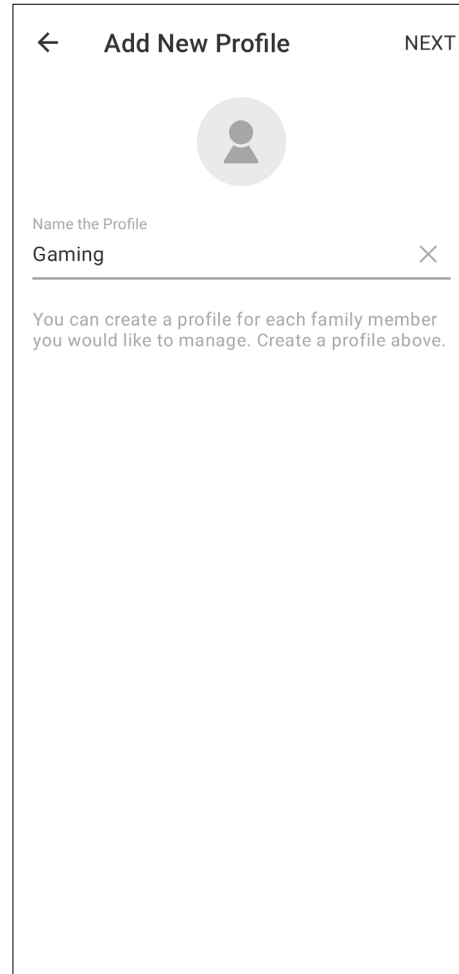 Add New Profile
NEXT
Name the Profile
Gaming
You can create a profile for each family member
you would like to manage. Create a profile above.